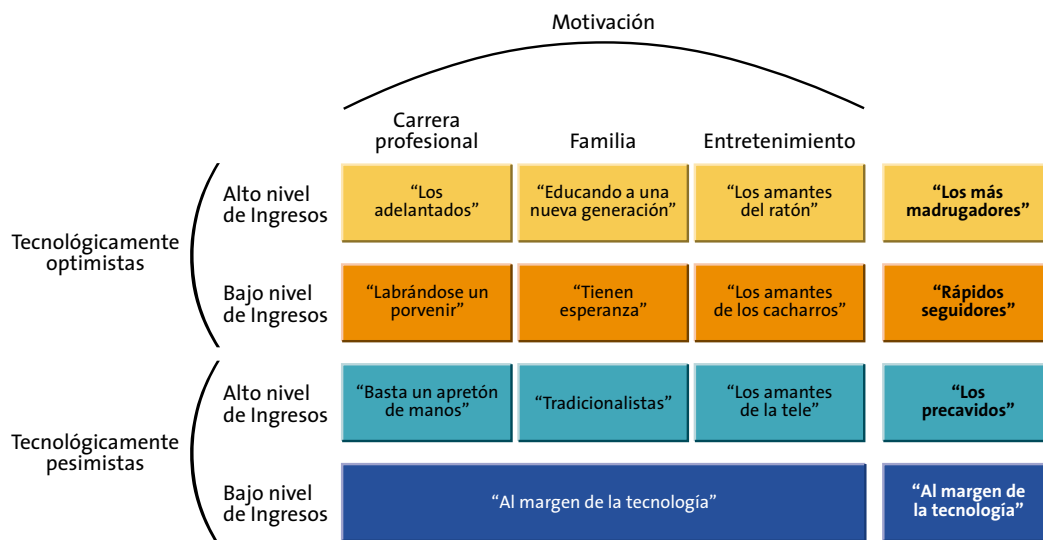 Motivación
Carrera
profesional
Familia
Entretenimiento
Tecnológicamente
optimistas
Alto nivel
de Ingresos
“Los
adelantados”
“Educando a una
nueva generación”
“Los amantes
del ratón”
“Los más
madrugadores”
Bajo nivel
de Ingresos
“Labrándose un
porvenir”
“Tienen
esperanza”
“Los amantes
de los cacharros”
“Rápidos
seguidores”
Tecnológicamente
pesimistas
Alto nivel
de Ingresos
“Basta un apretón
de manos”
“Tradicionalistas”
“Los amantes
de la tele”
“Los
precavidos”
Bajo nivel
de Ingresos
“Al margen de la tecnología”
“Al margen de
la tecnología”